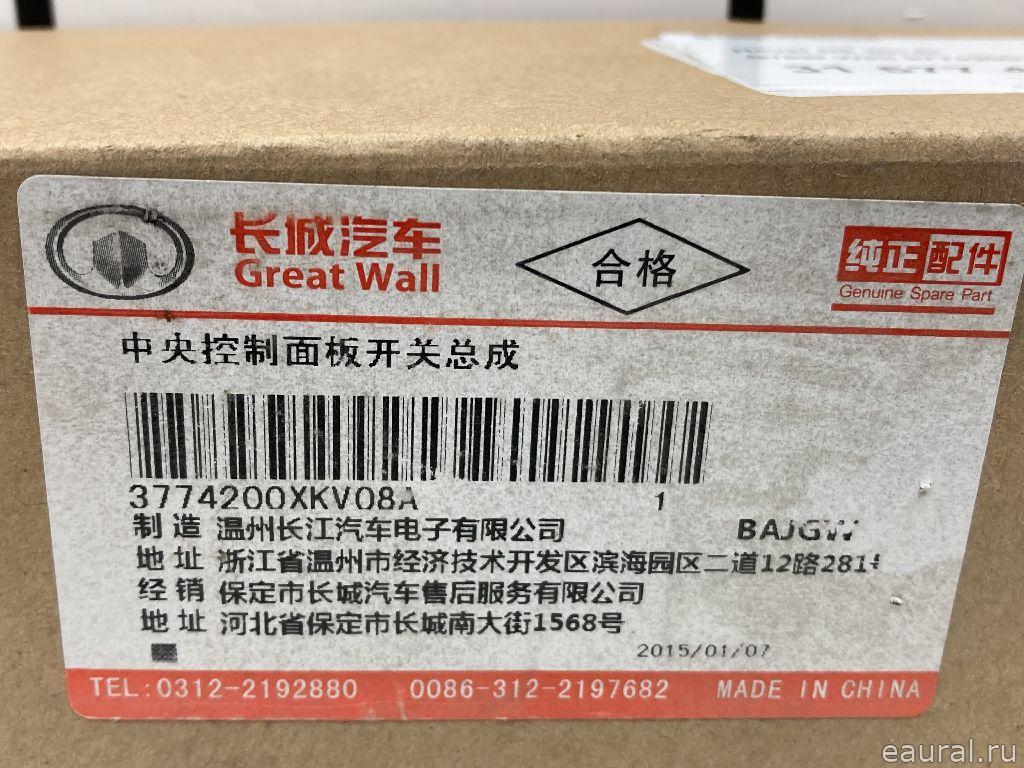 31 677
长城汽车
Great Wall
合格
纯正配件
Genuine Spare Part
中央控制面板开关总成
3774200XKV08A 1
制造 温州长江汽车电子有限公司 BAJGW
地址 浙江省温州市经济技术开发区滨海园区二道12路281号
经销 保定市长城汽车售后服务有限公司
地址 河北省保定市长城南大街1568号
2015/01/07
TEL:0312-2192880 0086-312-2197682 MADE IN CHINA
eaural.ru